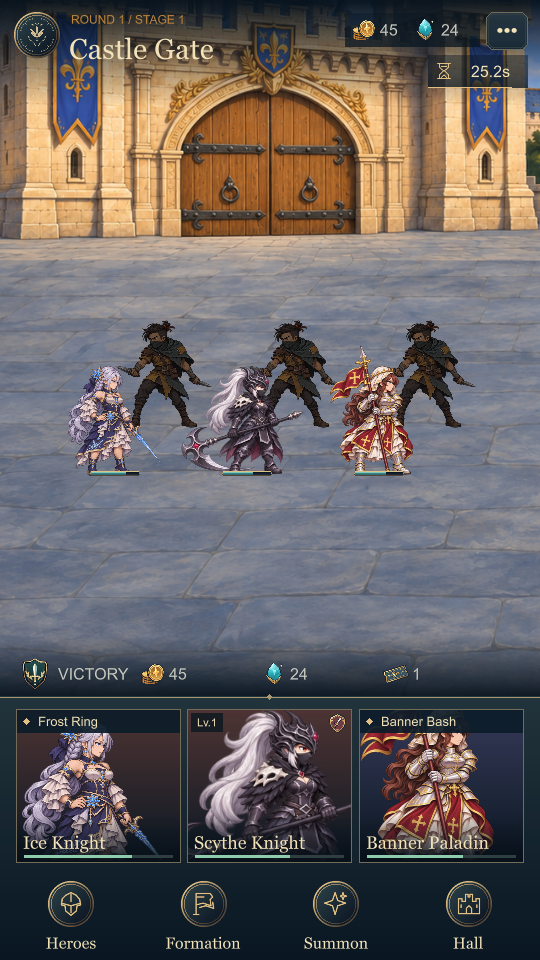 ROUND 1 / STAGE 1
Castle Gate
45
24
25.2s
VICTORY
45
24
1
Frost Ring
Lv.1
Banner Bash
Ice Knight
Scythe Knight
Banner Paladin
Heroes
Formation
Summon
Hall